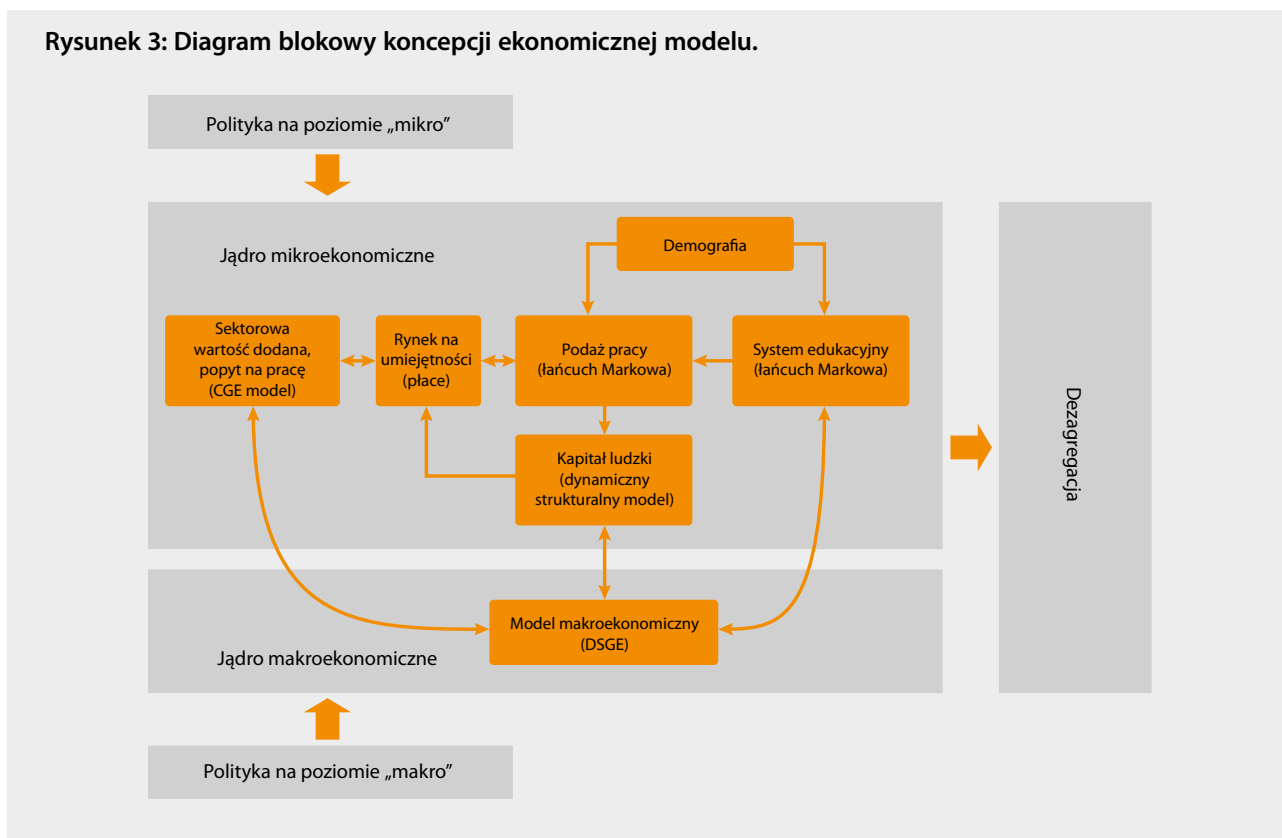 Rysunek 3: Diagram blokowy koncepcji ekonomicznej modelu.
Polityka na poziomie „mikro”
Jądro mikroekonomiczne
Demografia
Sektorowa
wartość dodana,
popyt na pracę
(CGE model)
Rynek na
umiejętności
(płace)
Podaż pracy
(łańcuch Markowa)
System edukacyjny
(łańcuch Markowa)
Kapitał ludzki
(dynamiczny
strukturalny model)
Dezagregacja
Model makroekonomiczny
(DSGE)
Jądro makroekonomiczne
Polityka na poziomie „makro”